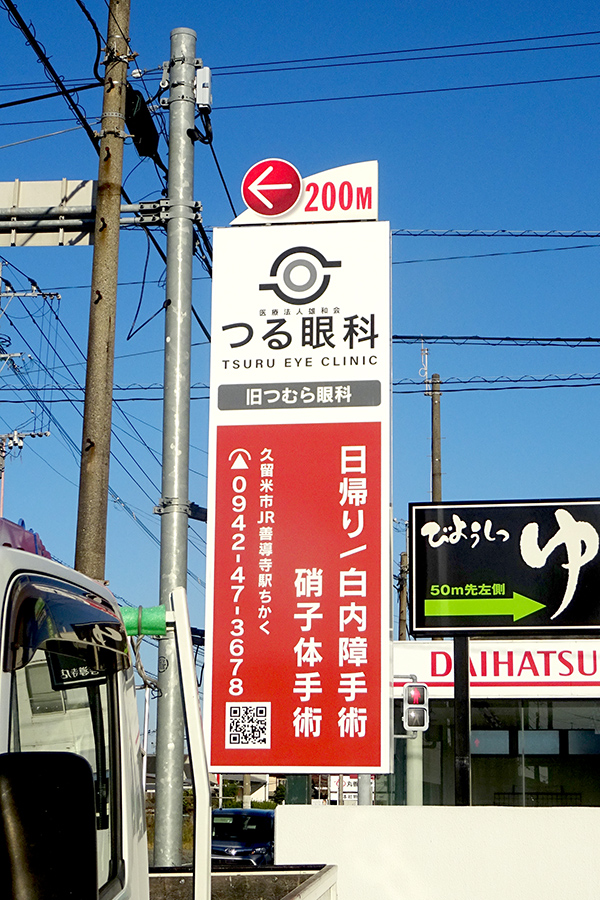 200M
医療法人雄和会
つる眼科
TSURU EYE CLINIC
旧つむら眼科
日帰り/白内障手術
硝子体手術
久留米市JR善導寺駅ちかく
0942-47-3678
びようしつ
ゆ
50m先左側
DAIHATSU